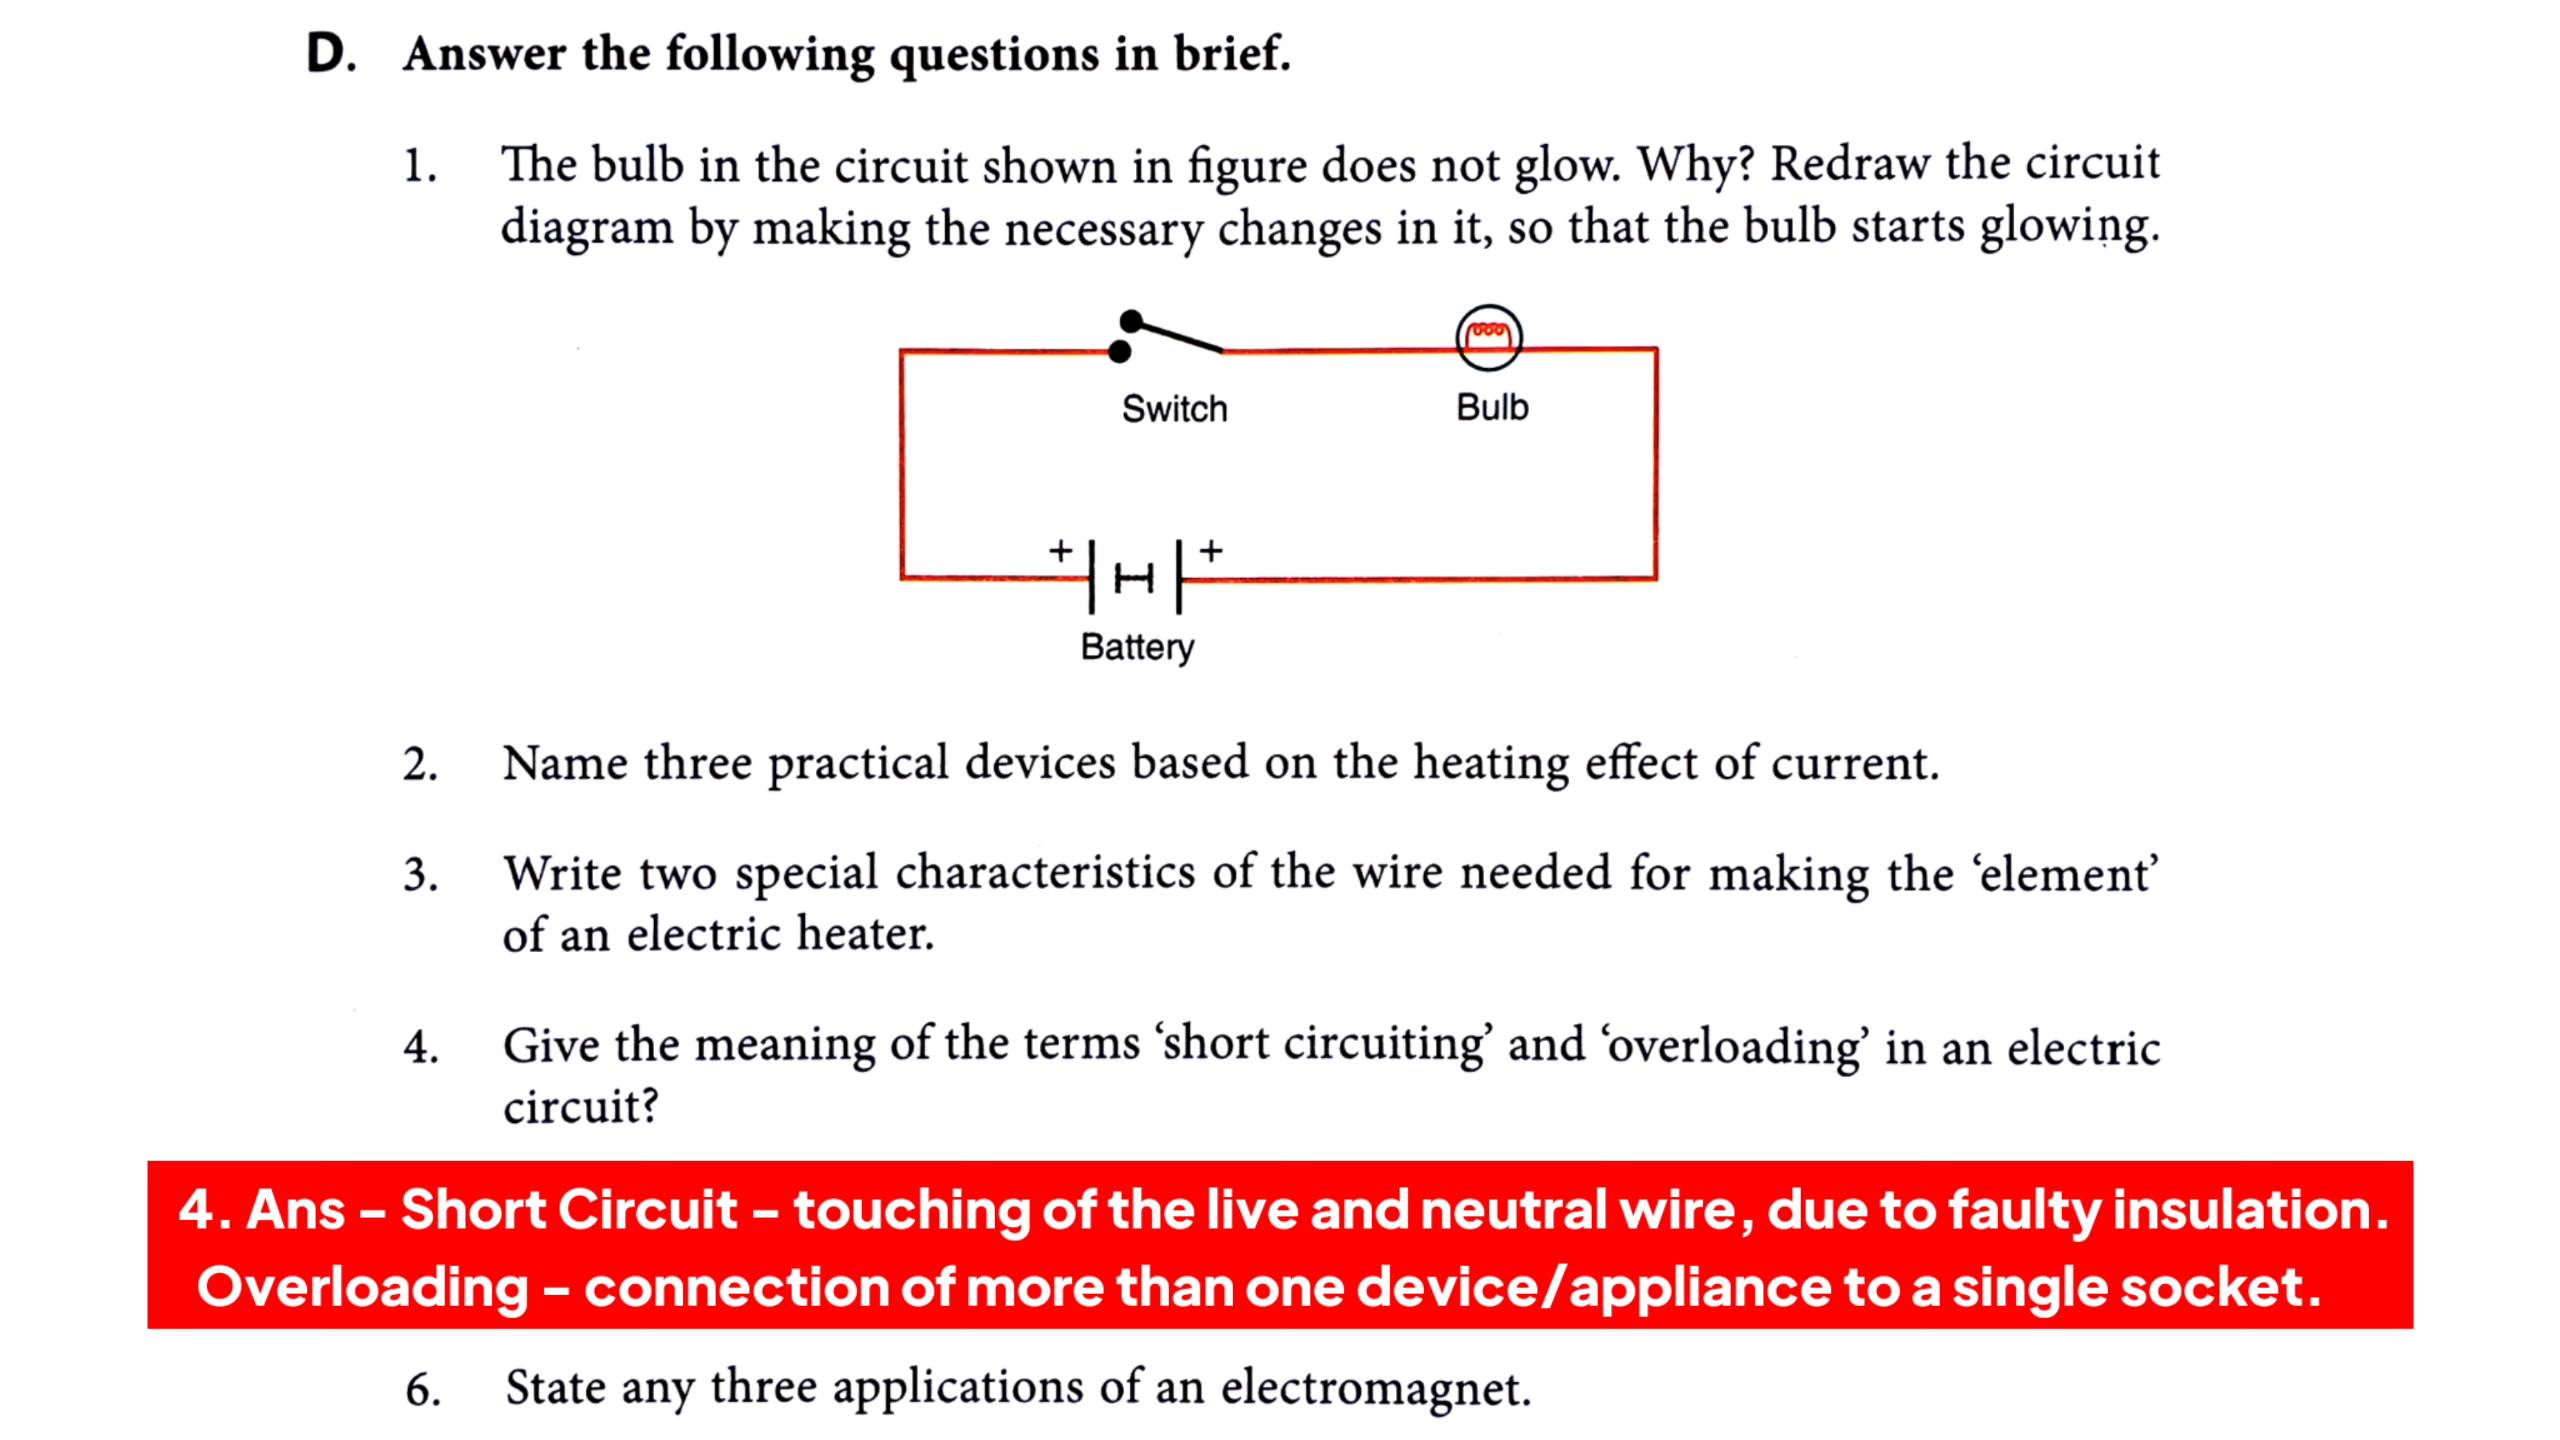 D. Answer the following questions in brief.
1. The bulb in the circuit shown in figure does not glow. Why? Redraw the circuit
diagram by making the necessary changes in it, so that the bulb starts glowing.
Switch
Bulb
+ +
Battery
2. Name three practical devices based on the heating effect of current.
3. Write two special characteristics of the wire needed for making the ‘element’
of an electric heater.
4. Give the meaning of the terms ‘short circuiting’ and ‘overloading’ in an electric
circuit?
4. Ans – Short Circuit – touching of the live and neutral wire, due to faulty insulation.
Overloading – connection of more than one device/appliance to a single socket.
6. State any three applications of an electromagnet.